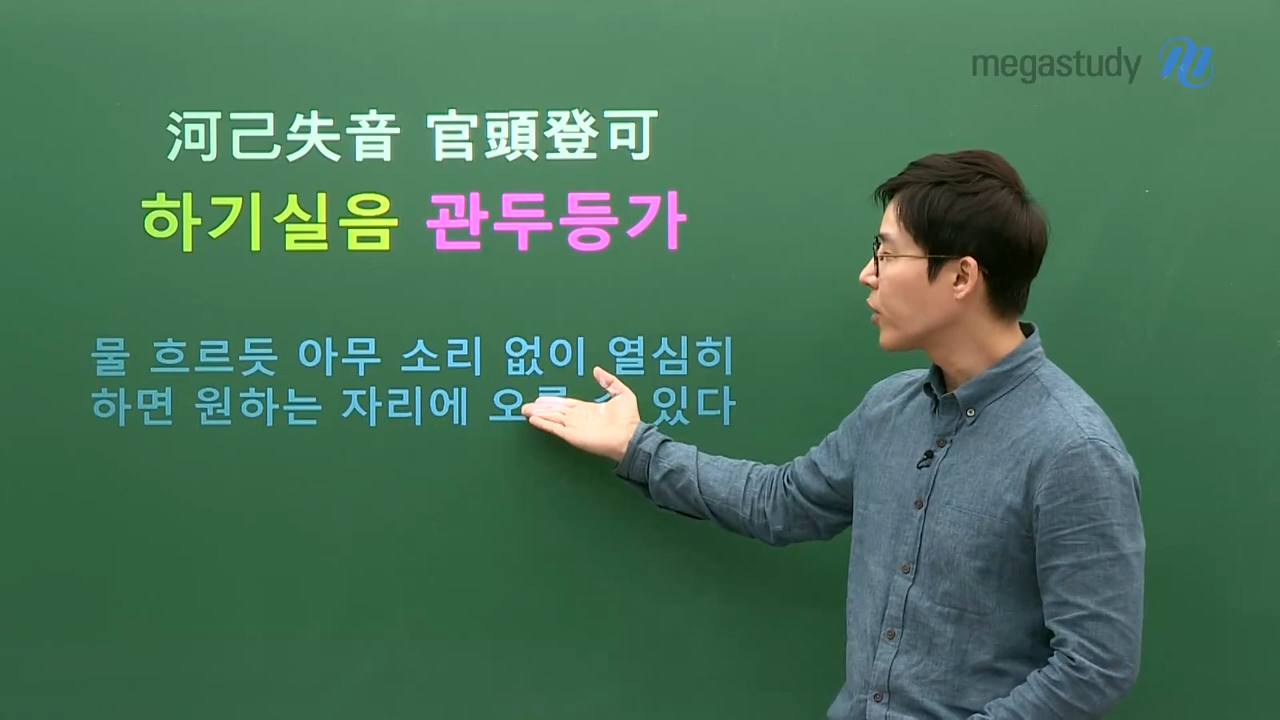 megastudy
河己失音 官頭登可
하기실음 관두등가
물 흐르듯 아무 소리 없이 열심히
하면 원하는 자리에 있다